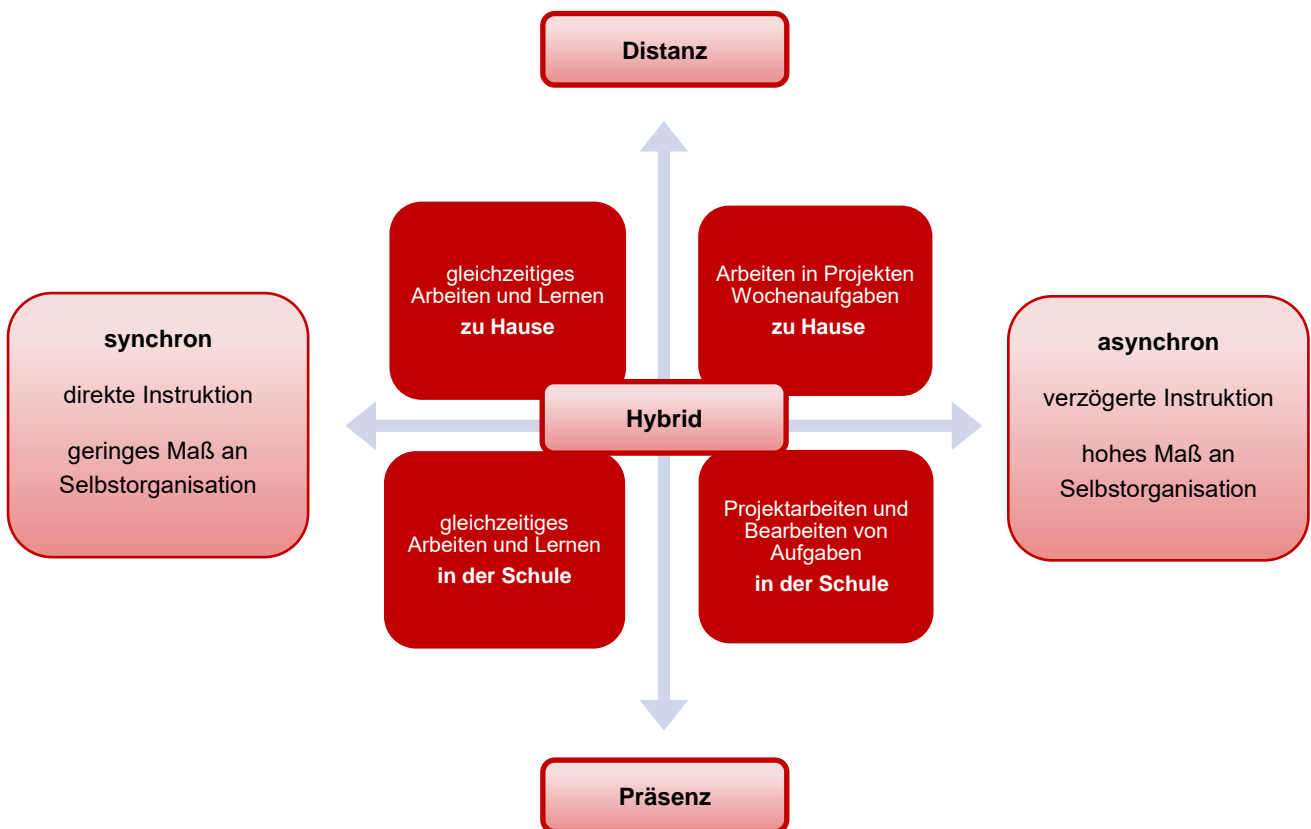 Distanz
gleichzeitiges
Arbeiten und Lernen
zu Hause
Arbeiten in Projekten
Wochenaufgaben
zu Hause
synchron
direkte Instruktion
geringes Maß an
Selbstorganisation
Hybrid
asynchron
verzögerte Instruktion
hohes Maß an
Selbstorganisation
gleichzeitiges
Arbeiten und Lernen
in der Schule
Projektarbeiten und
Bearbeiten von
Aufgaben
in der Schule
Präsenz